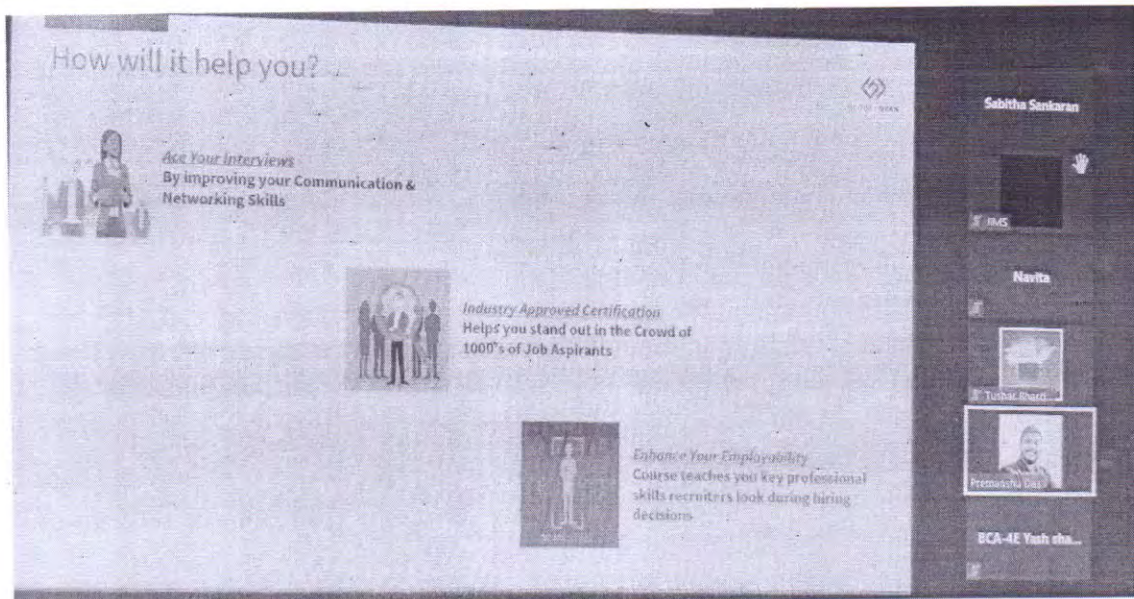 How will it help you?
Ace Your Interviews
By improving your Communication &
Networking Skills
Industry Approved Certification
Helps you stand out in the Crowd of
1000's of Job Aspirants
Enhance Your Employability
Course teaches you key professional
skills recruiters look during hiring
decisions
Sabitha Sankaran
Navita
Tushar
Premanshu Das
BCA-4E Yash sha...